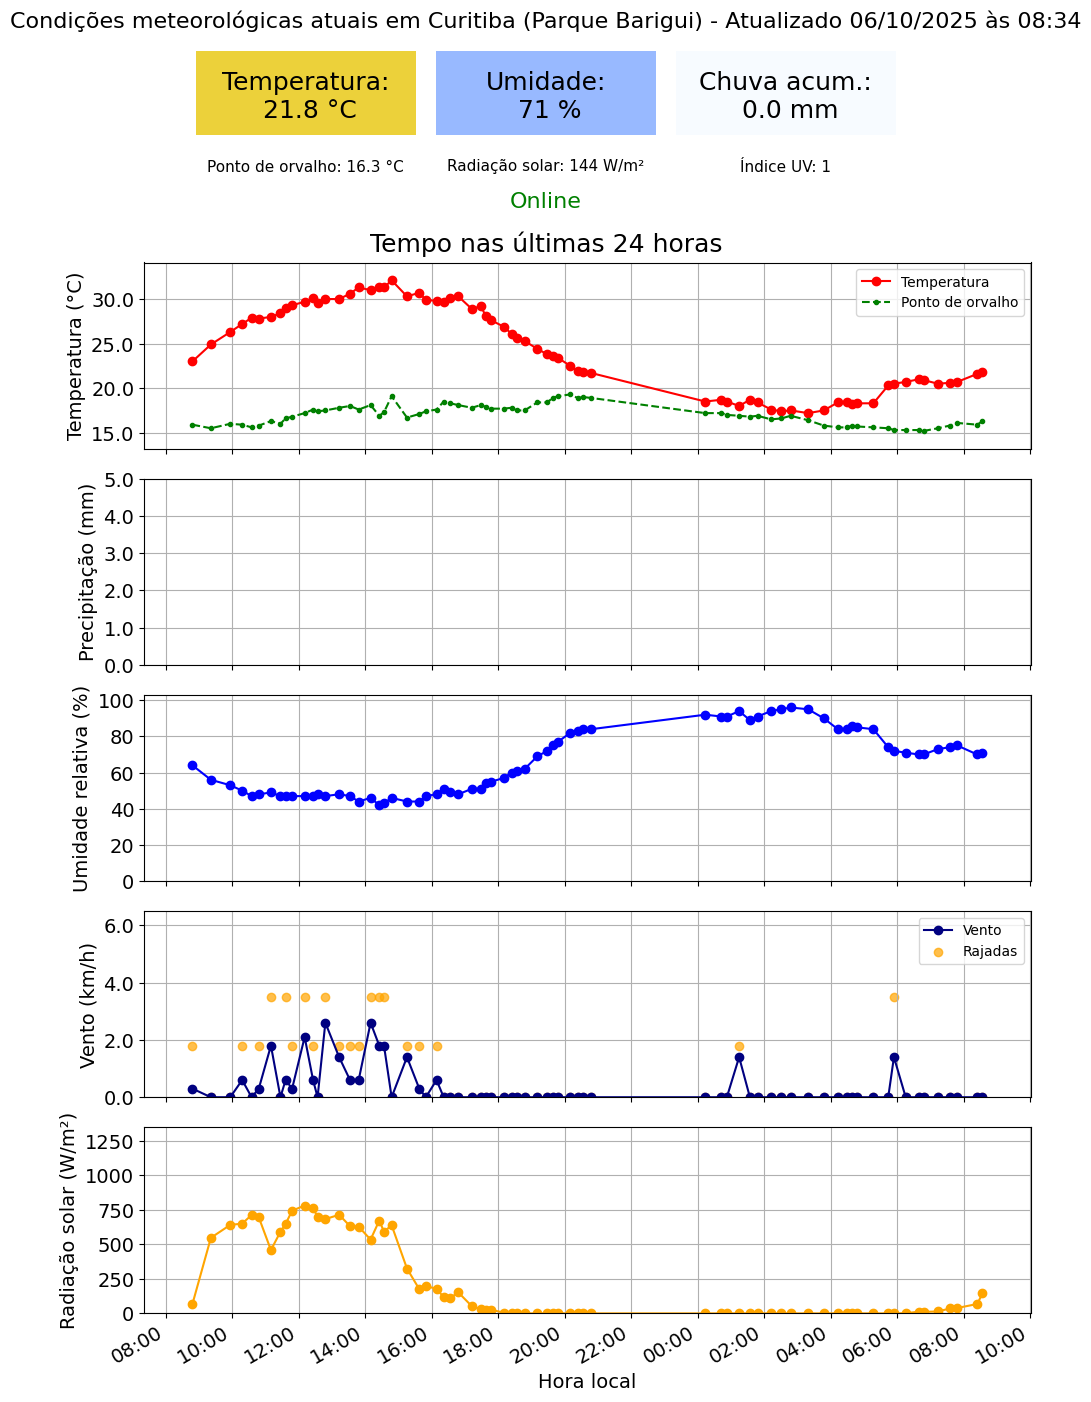 Condições meteorológicas atuais em Curitiba (Parque Barigui) - Atualizado 06/10/2025 às 08:34
Temperatura:
21.8 °C
Umidade:
71 %
Chuva acum.:
0.0 mm
Ponto de orvalho: 16.3 °C
Radiação solar: 144 W/m²
Índice UV: 1
Online
Tempo nas últimas 24 horas
Temperatura (°C)
30.0
25.0
20.0
15.0
Temperatura
Ponto de orvalho
Precipitação (mm)
5.0
4.0
3.0
2.0
1.0
0.0
Umidade relativa (%)
100
80
60
40
20
0
Vento (km/h)
6.0
4.0
2.0
0.0
Vento
Rajadas
Radiação solar (W/m²)
1250
1000
750
500
250
0
08:00
10:00
12:00
14:00
16:00
18:00
20:00
22:00
00:00
02:00
04:00
06:00
08:00
10:00
Hora local